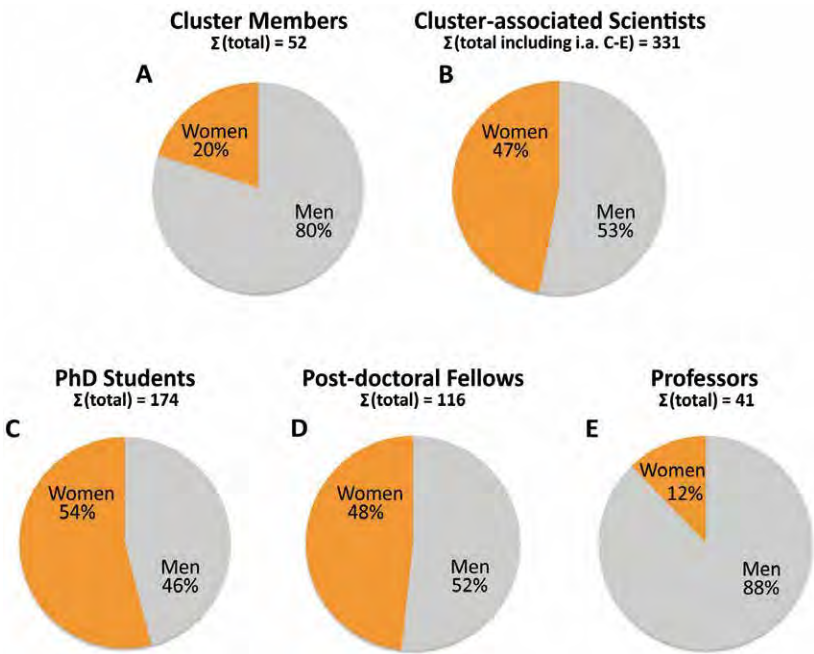 Cluster Members
Σ(total) = 52
Cluster-associated Scientists
Σ(total including i.a. C-E) = 331
A
Women
20%
Men
80%
B
Women
47%
Men
53%
PhD Students
Σ(total) = 174
Post-doctoral Fellows
Σ(total) = 116
Professors
Σ(total) = 41
C
Women
54%
Men
46%
D
Women
48%
Men
52%
E
Women
12%
Men
88%